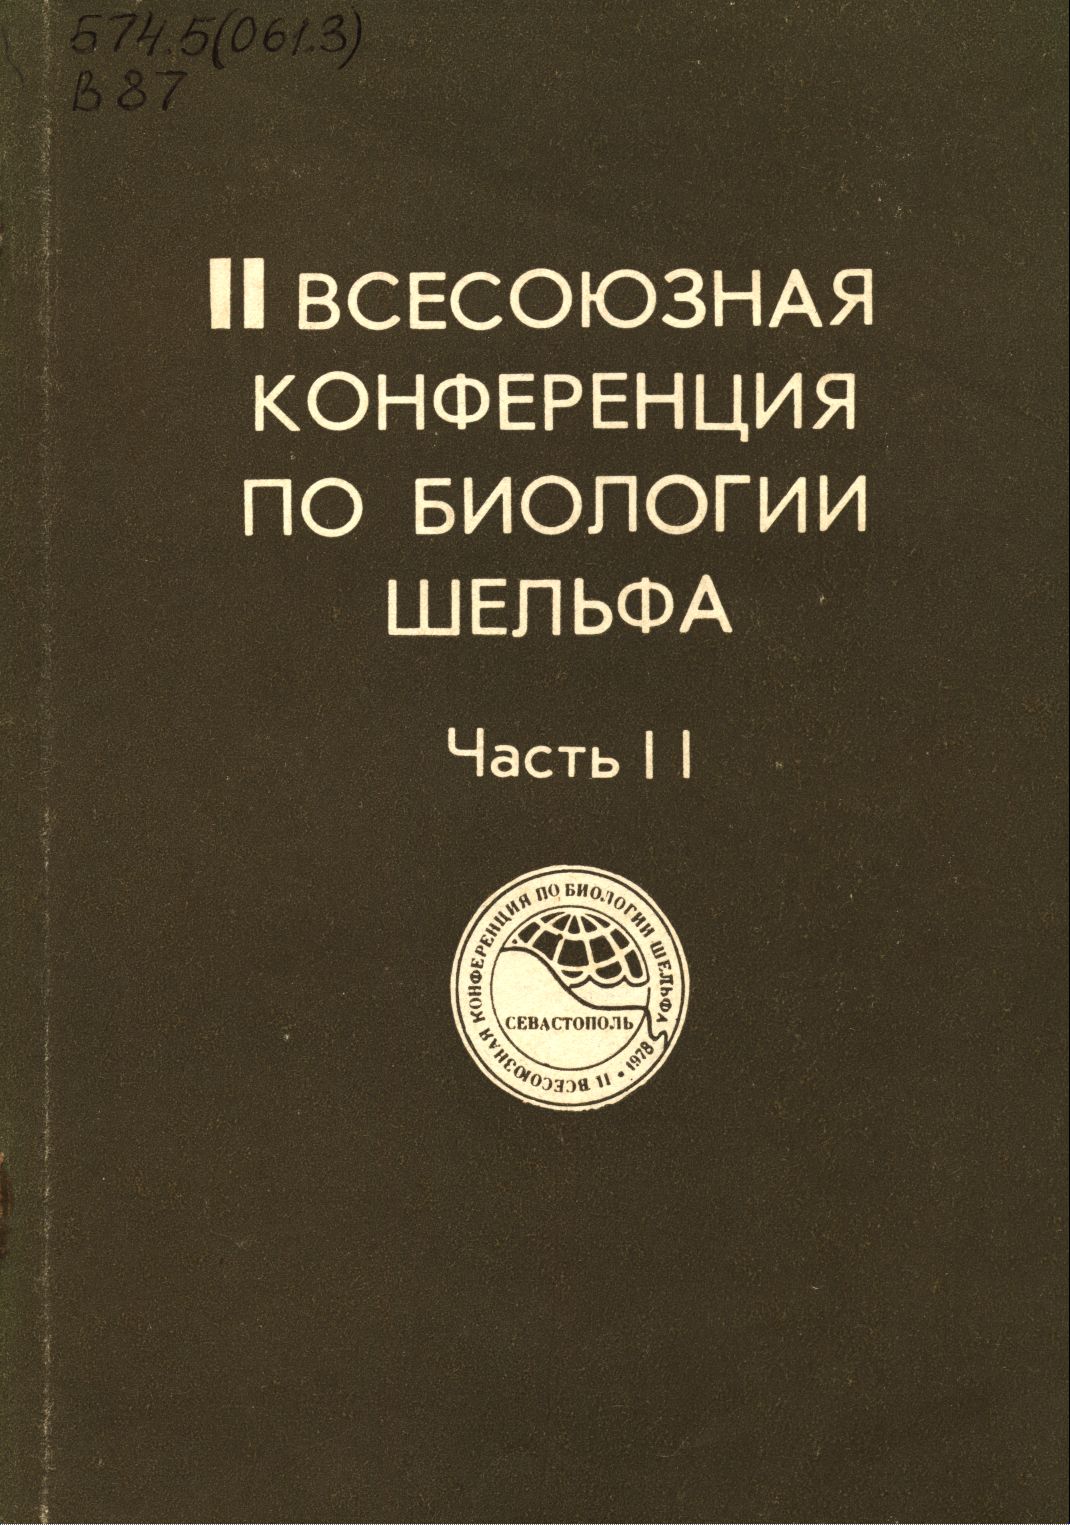 574.5(061.3)
В 87
II ВСЕСОЮЗНАЯ
КОНФЕРЕНЦИЯ
ПО БИОЛОГИИ
ШЕЛЬФА
Часть II
II ВСЕСОЮЗНАЯ КОНФЕРЕНЦИЯ ПО БИОЛОГИИ ШЕЛЬФА • 1978
СЕВАСТОПОЛЬ